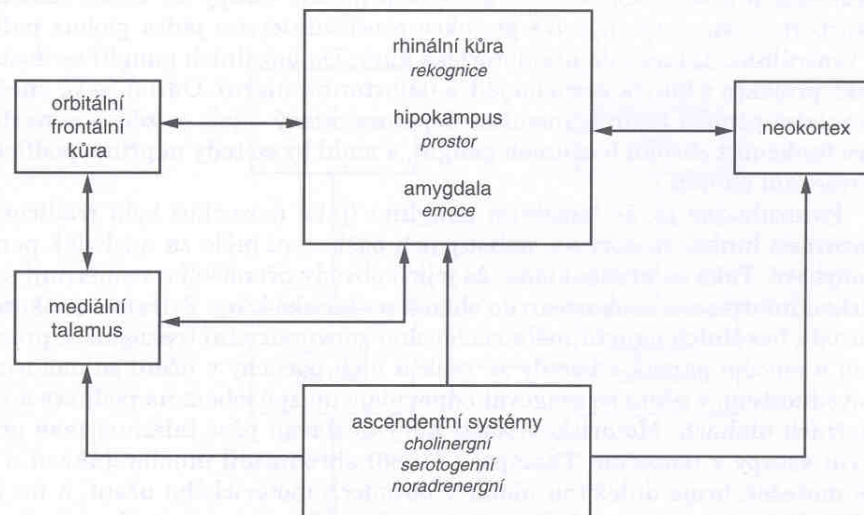 rhinální kůra
rekognice
hipokampus
prostor
amygdala
emoce
orbitální
frontální
kůra
neokortex
mediální
talamus
ascendentní systémy
cholinergní
serotogenní
noradrenergní